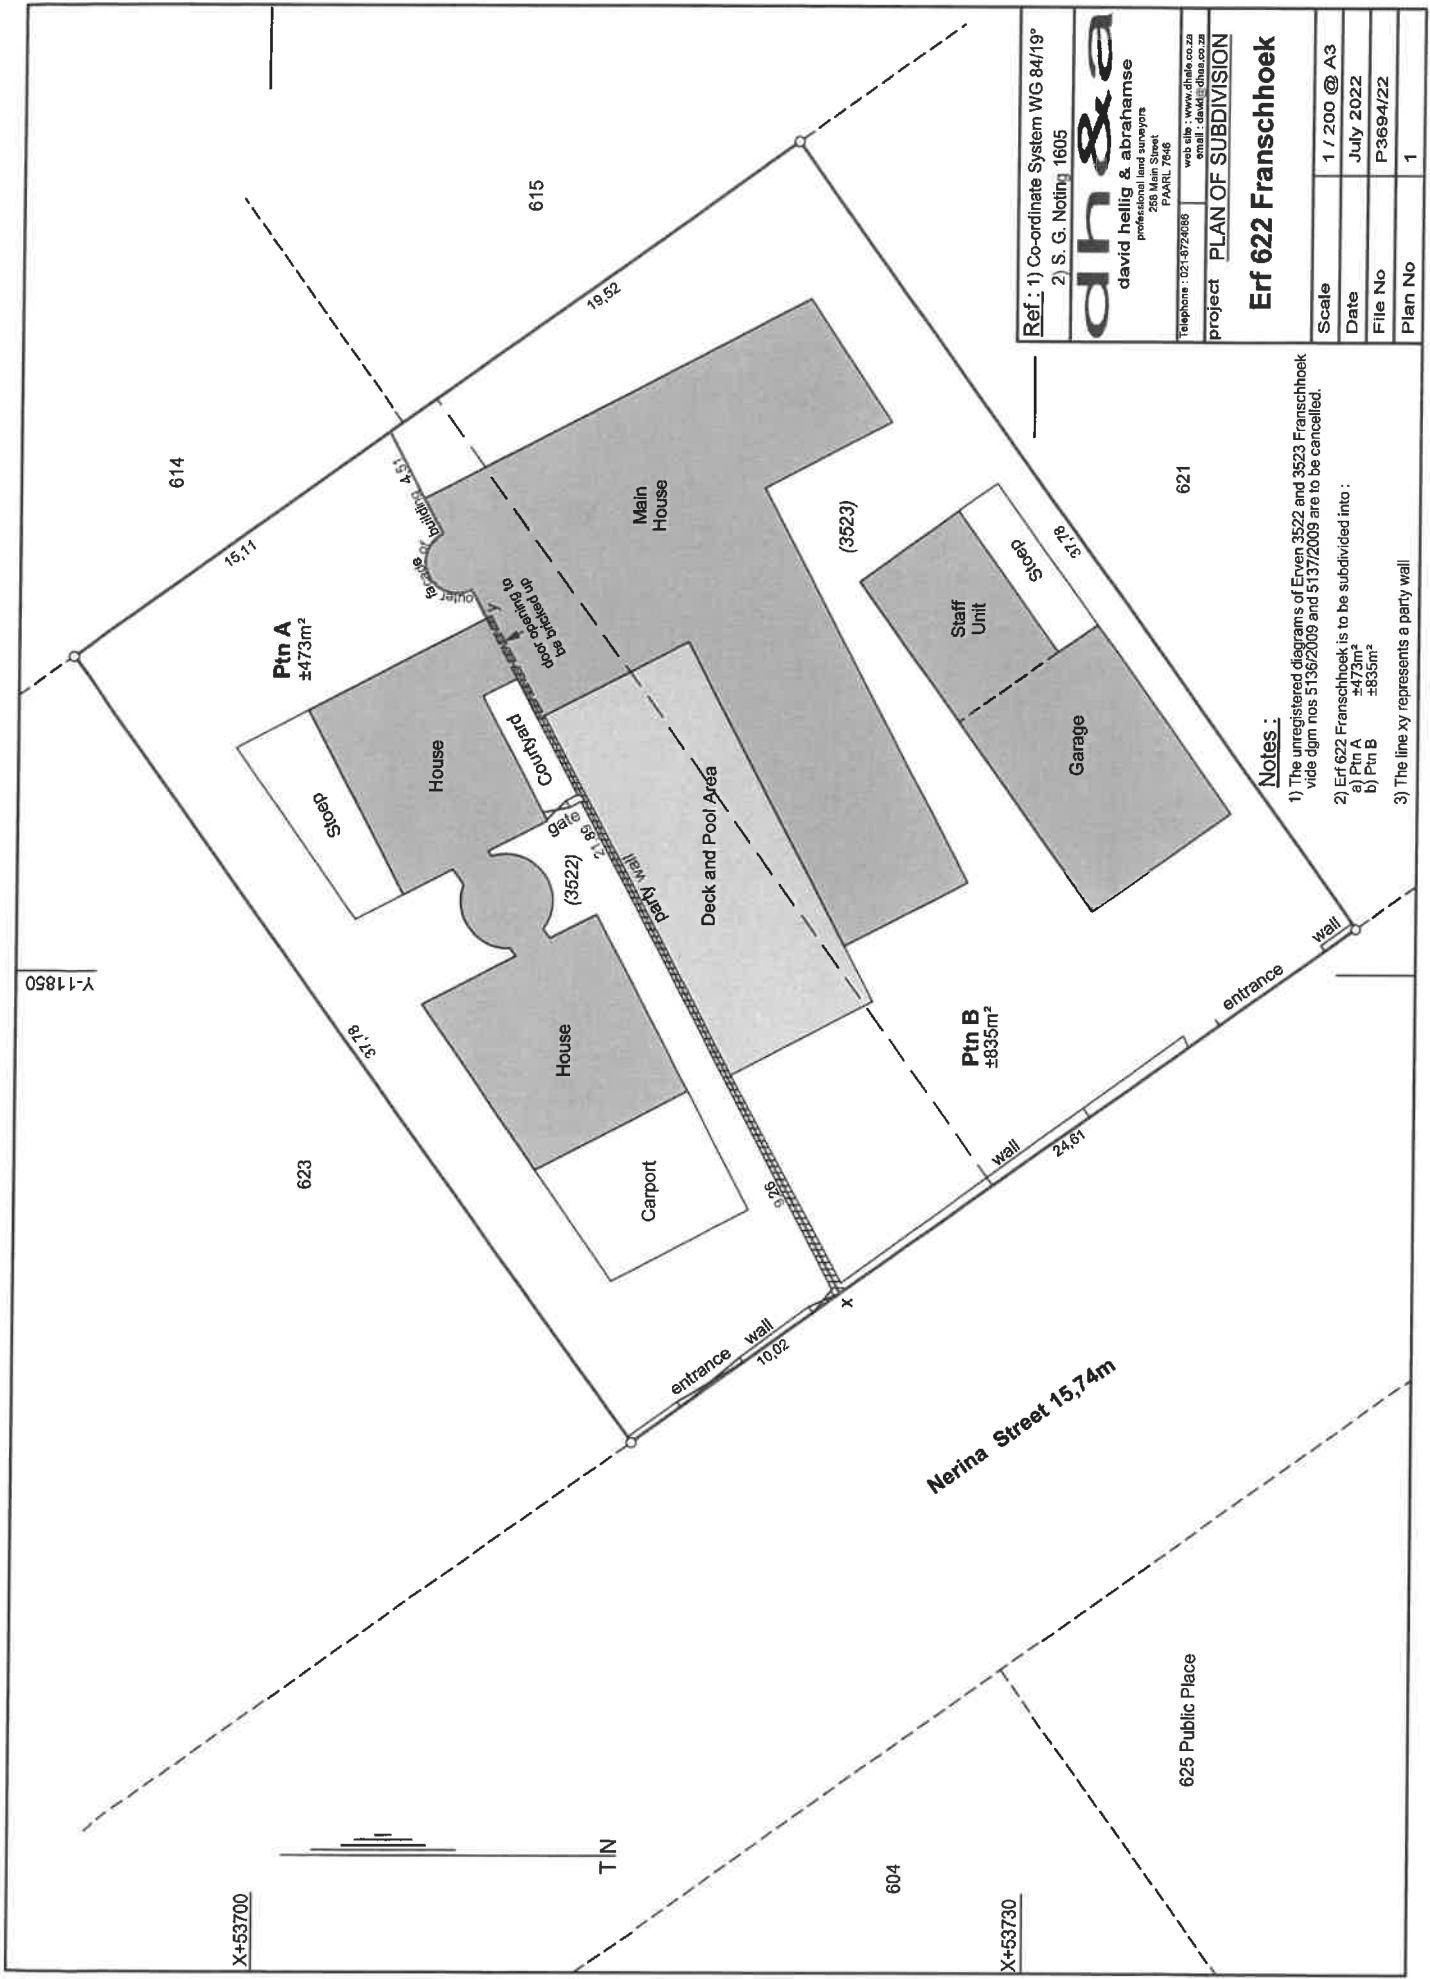 Y-11850
X+53700
X+53730
T N
614
615
623
621
604
625 Public Place
Nerina Street 15,74m
Ptn A
±473m²
Ptn B
±835m²
15,11
19,52
37,78
37,78
10,02
24,61
9,26
21,89
4,51
outer facade of building
y
door opening to
be bricked up
Stoep
House
Courtyard
gate
(3522)
party wall
House
Carport
Deck and Pool Area
Main
House
(3523)
Staff
Unit
Stoep
Garage
entrance
wall
x
wall
entrance
wall
Notes :
1) The unregistered diagrams of Erven 3522 and 3523 Franschhoek
vide dgm nos 5136/2009 and 5137/2009 are to be cancelled.
2) Erf 622 Franschhoek is to be subdivided into :
a) Ptn A ±473m²
b) Ptn B ±835m²
3) The line xy represents a party wall
Ref : 1) Co-ordinate System WG 84/19°
2) S. G. Noting 1605
dh&a
david hellig & abrahamse
professional land surveyors
258 Main Street
PAARL 7646
Telephone : 021-8724086
web site : www.dhale.co.za
email : david@dhaa.co.za
project PLAN OF SUBDIVISION
Erf 622 Franschhoek
Scale 1 / 200 @ A3
Date July 2022
File No P3694/22
Plan No 1